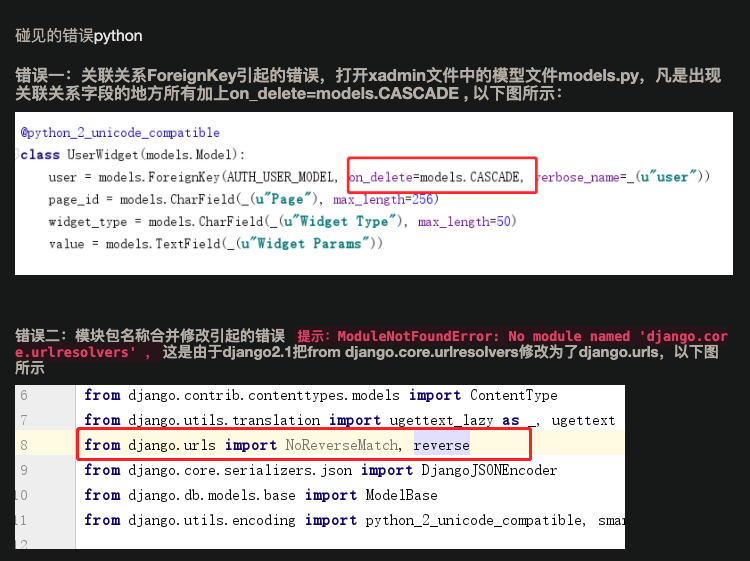 碰见的错误python
错误一：关联关系ForeignKey引起的错误，打开xadmin文件中的模型文件models.py，凡是出现
关联关系字段的地方所有加上on_delete=models.CASCADE , 以下图所示：
@python_2_unicode_compatible
class UserWidget(models.Model):
user = models.ForeignKey(AUTH_USER_MODEL, on_delete=models.CASCADE, verbose_name=_(u"user"))
page_id = models.CharField(_(u"Page"), max_length=256)
widget_type = models.CharField(_(u"Widget Type"), max_length=50)
value = models.TextField(_(u"Widget Params"))
错误二：模块包名称合并修改引起的错误 提示：ModuleNotFoundError: No module named 'django.cor
e.urlresolvers' ， 这是由于django2.1把from django.core.urlresolvers修改为了django.urls，以下图
所示
6 from django.contrib.contenttypes.models import ContentType
7 from django.utils.translation import ugettext_lazy as _, ugettext
8 from django.urls import NoReverseMatch, reverse
9 from django.core.serializers.json import DjangoJSONEncoder
10 from django.db.models.base import ModelBase
11 from django.utils.encoding import python_2_unicode_compatible, smar
12